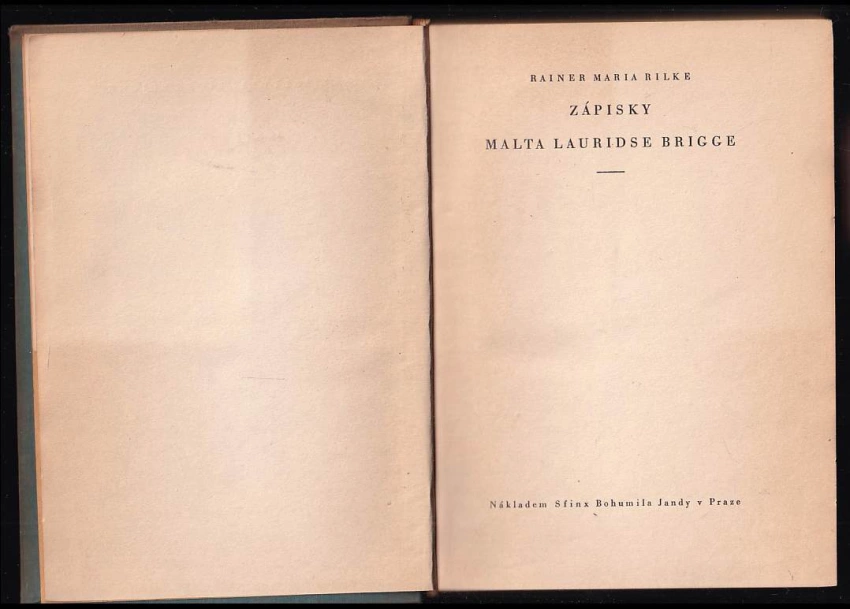 RAINER MARIA RILKE
ZÁPISKY
MALTA LAURIDSE BRIGGE
Nákladem Sfinx Bohumila Jandy v Praze